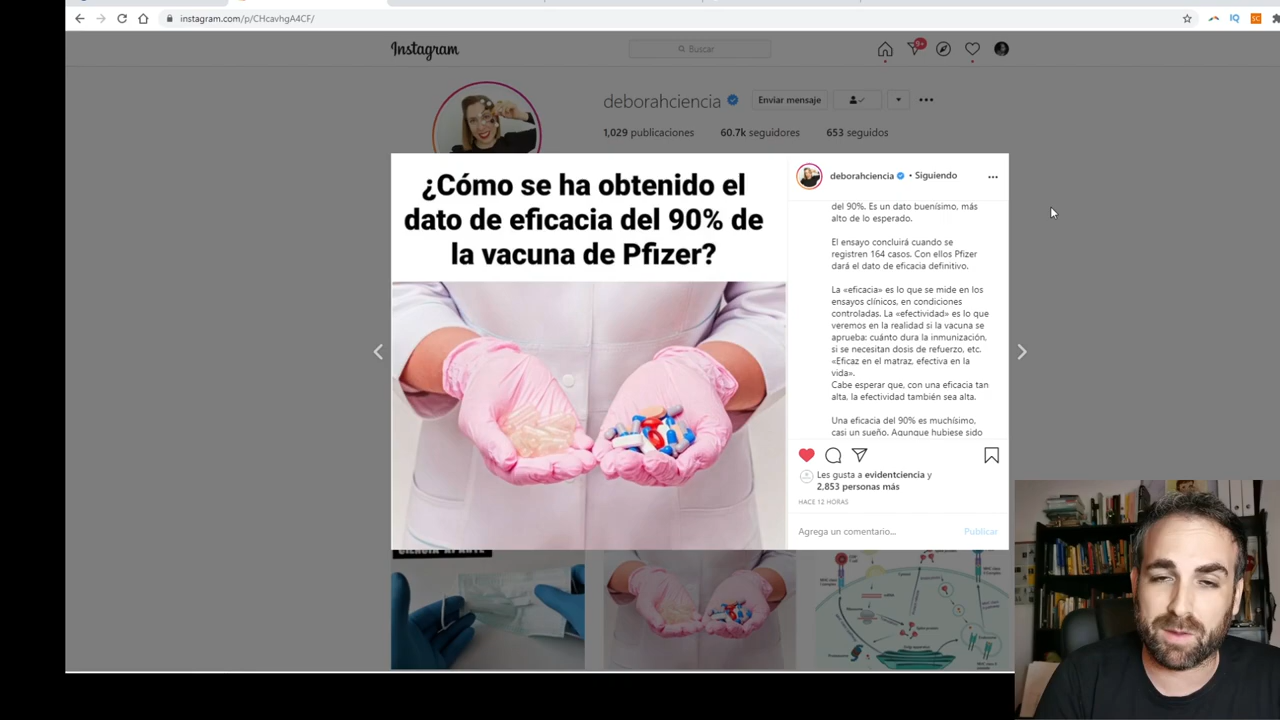 instagram.com/p/CHcavhgA4CF/
IQ
SC
Instagram
Buscar
9+
deborahciencia
Enviar mensaje
1,029 publicaciones
60.7k seguidores
653 seguidos
¿Cómo se ha obtenido el
dato de eficacia del 90% de
la vacuna de Pfizer?
deborahciencia • Siguiendo
del 90%. Es un dato buenísimo, más
alto de lo esperado.
El ensayo concluirá cuando se
registren 164 casos. Con ellos Pfizer
dará el dato de eficacia definitivo.
La «eficacia» es lo que se mide en los
ensayos clínicos, en condiciones
controladas. La «efectividad» es lo que
veremos en la realidad si la vacuna se
aprueba: cuánto dura la inmunización,
si se necesitan dosis de refuerzo, etc.
«Eficaz en el matraz, efectiva en la
vida».
Cabe esperar que, con una eficacia tan
alta, la efectividad también sea alta.
Una eficacia del 90% es muchísimo,
casi un sueño. Aunque hubiese sido
Les gusta a evidentciencia y
2,853 personas más
HACE 12 HORAS
Agrega un comentario...
Publicar
CIENCIA APARTE